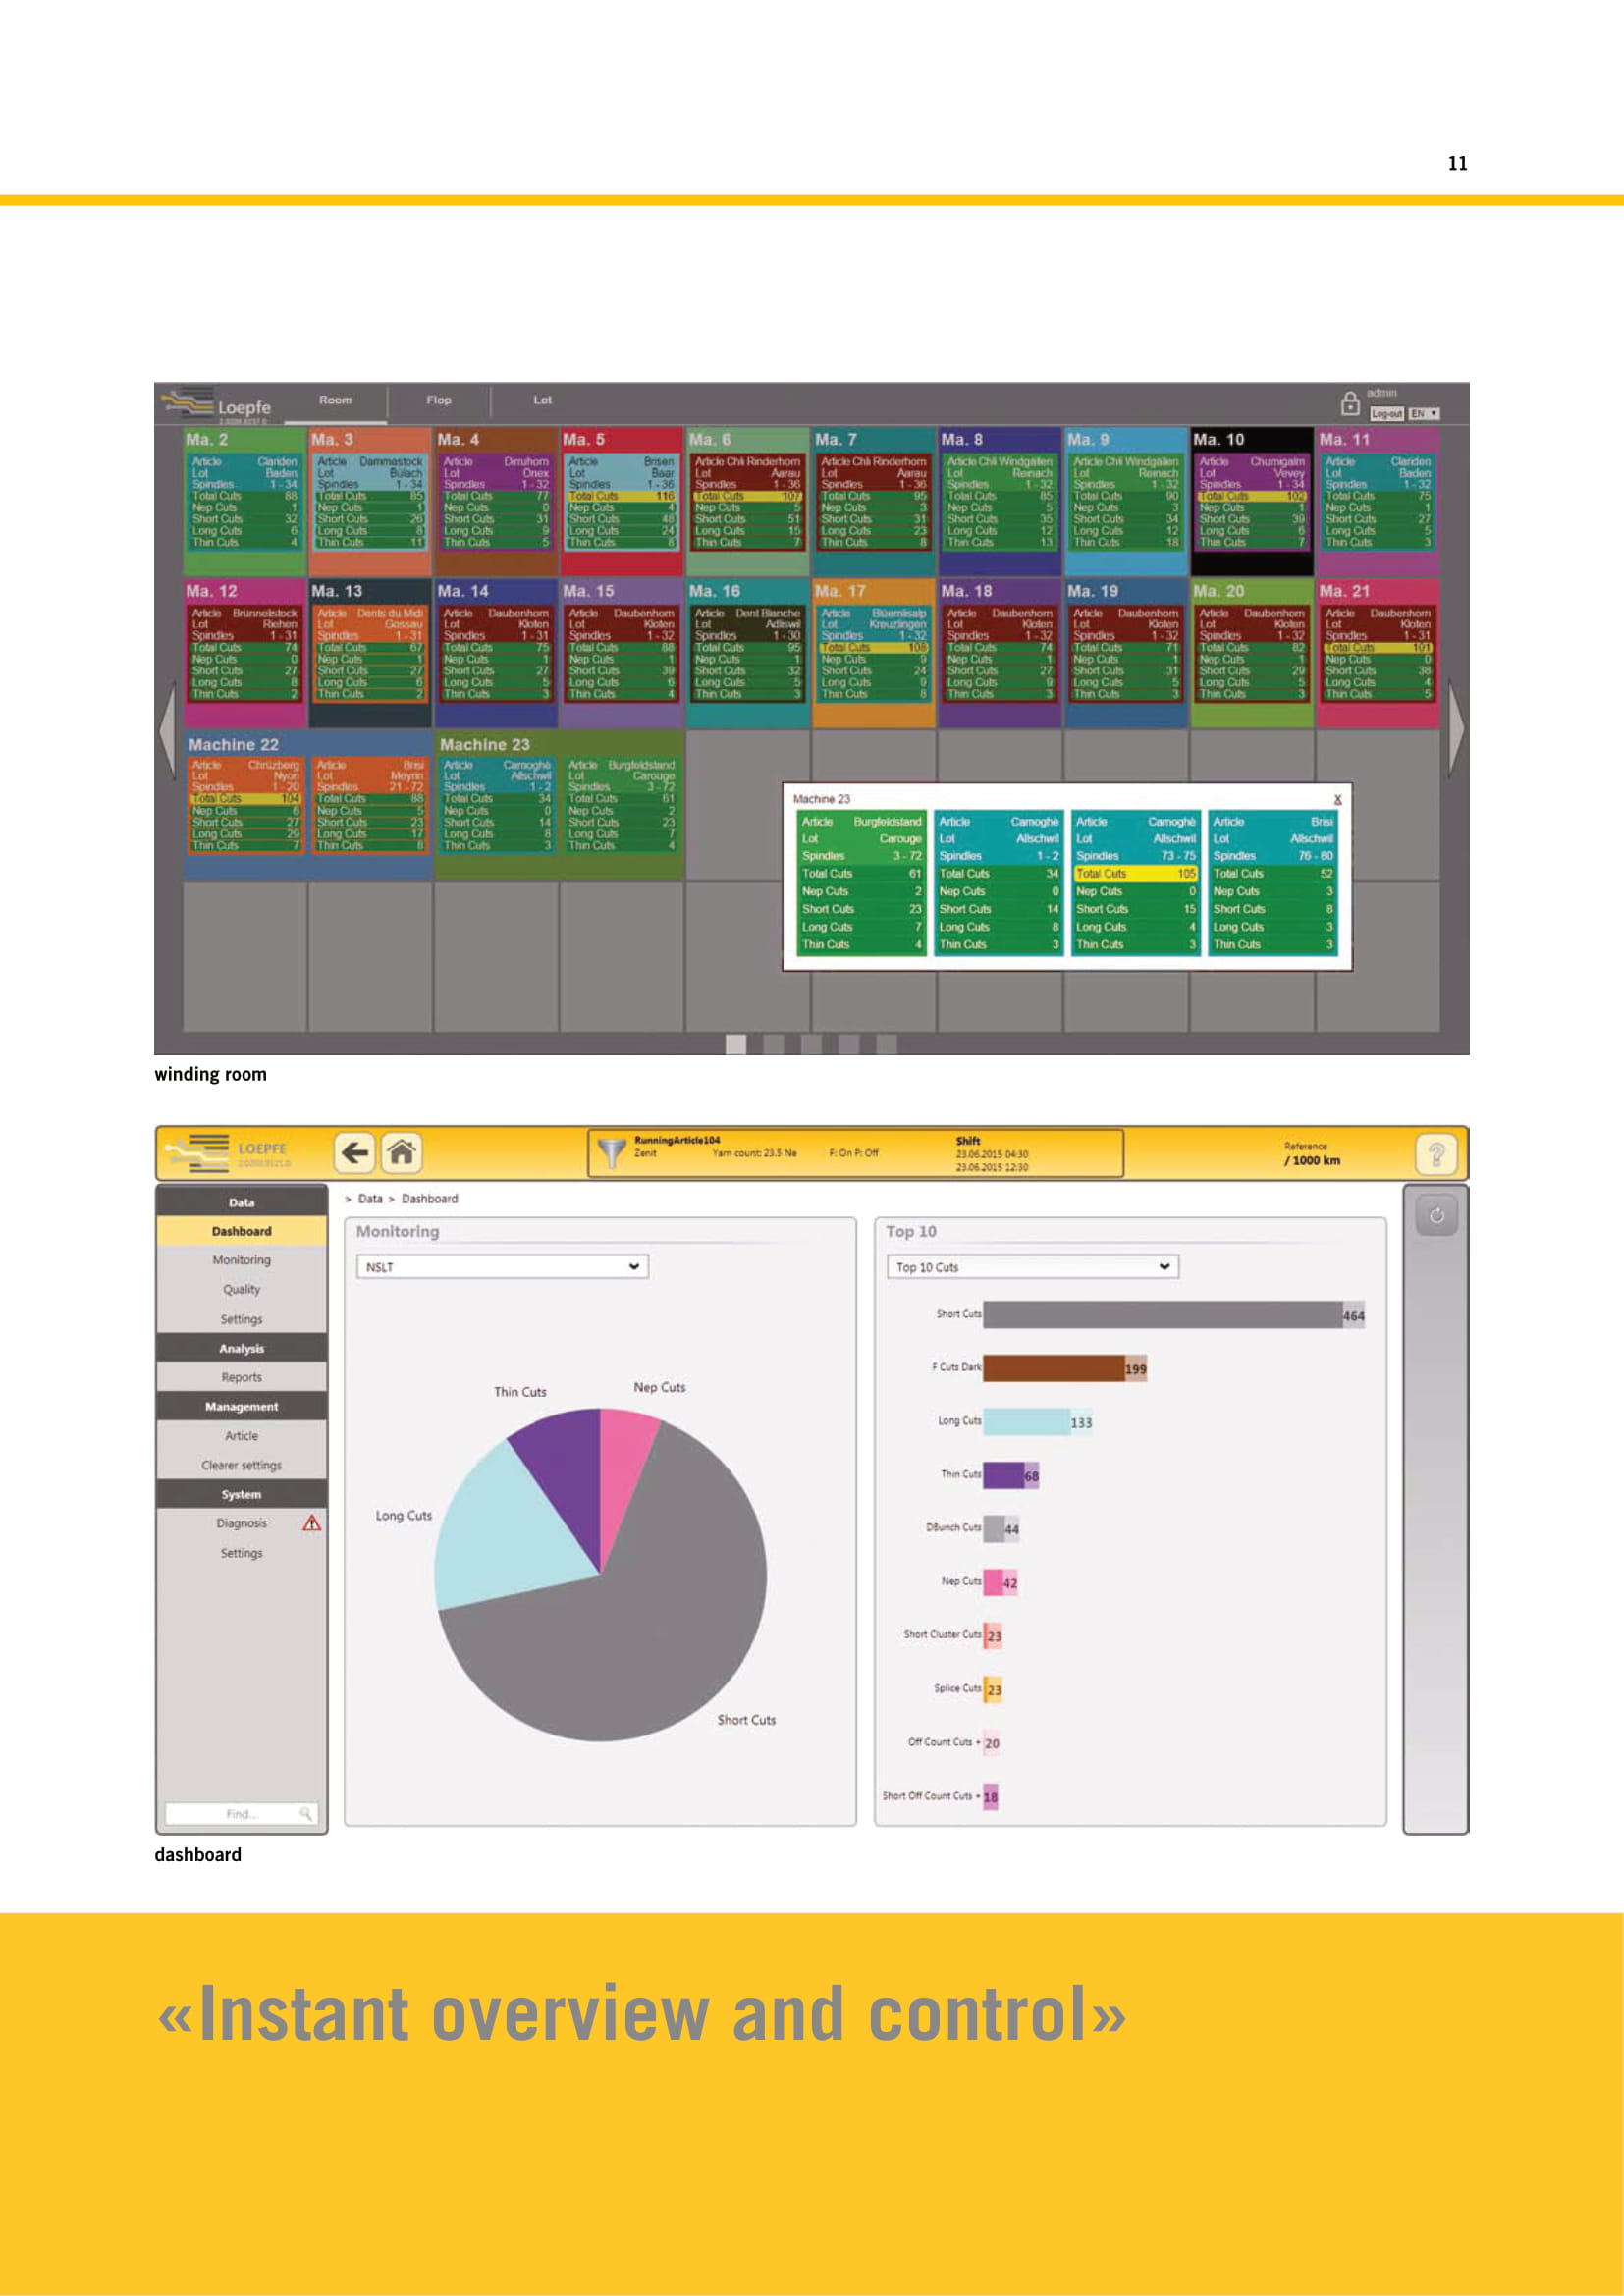 11
Loepfe
Room Flop Lot
admin
Log-out EN
Ma. 2
Article Clariden
Lot Baden
Spindles 1 - 34
Total Cuts 88
Nep Cuts 1
Short Cuts 32
Long Cuts 6
Thin Cuts 4
Ma. 3
Article Dammastock
Lot Bülach
Spindles 1 - 34
Total Cuts 85
Nep Cuts 1
Short Cuts 26
Long Cuts 8
Thin Cuts 11
Ma. 4
Article Dirruhorn
Lot Onex
Spindles 1 - 32
Total Cuts 77
Nep Cuts 0
Short Cuts 31
Long Cuts 9
Thin Cuts 5
Ma. 5
Article Brisen
Lot Baar
Spindles 1 - 36
Total Cuts 116
Nep Cuts 4
Short Cuts 48
Long Cuts 24
Thin Cuts 8
Ma. 6
Article Chli Rinderhorn
Lot Aarau
Spindles 1 - 36
Total Cuts 107
Nep Cuts 5
Short Cuts 51
Long Cuts 15
Thin Cuts 7
Ma. 7
Article Chli Rinderhorn
Lot Aarau
Spindles 1 - 36
Total Cuts 95
Nep Cuts 3
Short Cuts 31
Long Cuts 23
Thin Cuts 8
Ma. 8
Article Chli Windgällen
Lot Reinach
Spindles 1 - 32
Total Cuts 85
Nep Cuts 5
Short Cuts 35
Long Cuts 12
Thin Cuts 13
Ma. 9
Article Chli Windgällen
Lot Reinach
Spindles 1 - 32
Total Cuts 90
Nep Cuts 3
Short Cuts 34
Long Cuts 12
Thin Cuts 18
Ma. 10
Article Chumigalm
Lot Vevey
Spindles 1 - 34
Total Cuts 102
Nep Cuts 1
Short Cuts 39
Long Cuts 6
Thin Cuts 7
Ma. 11
Article Clariden
Lot Baden
Spindles 1 - 32
Total Cuts 75
Nep Cuts 1
Short Cuts 27
Long Cuts 5
Thin Cuts 3
Ma. 12
Article Brünnelistock
Lot Riehen
Spindles 1 - 31
Total Cuts 74
Nep Cuts 0
Short Cuts 27
Long Cuts 8
Thin Cuts 2
Ma. 13
Article Dents du Midi
Lot Gossau
Spindles 1 - 31
Total Cuts 67
Nep Cuts 1
Short Cuts 27
Long Cuts 6
Thin Cuts 2
Ma. 14
Article Daubenhorn
Lot Kloten
Spindles 1 - 31
Total Cuts 75
Nep Cuts 1
Short Cuts 27
Long Cuts 5
Thin Cuts 3
Ma. 15
Article Daubenhorn
Lot Kloten
Spindles 1 - 32
Total Cuts 88
Nep Cuts 1
Short Cuts 39
Long Cuts 6
Thin Cuts 4
Ma. 16
Article Dent Blanche
Lot Adliswil
Spindles 1 - 30
Total Cuts 95
Nep Cuts 1
Short Cuts 32
Long Cuts 5
Thin Cuts 3
Ma. 17
Article Blüemlisalp
Lot Kreuzlingen
Spindles 1 - 32
Total Cuts 108
Nep Cuts 9
Short Cuts 24
Long Cuts 9
Thin Cuts 8
Ma. 18
Article Daubenhorn
Lot Kloten
Spindles 1 - 32
Total Cuts 74
Nep Cuts 1
Short Cuts 27
Long Cuts 9
Thin Cuts 3
Ma. 19
Article Daubenhorn
Lot Kloten
Spindles 1 - 32
Total Cuts 71
Nep Cuts 1
Short Cuts 31
Long Cuts 5
Thin Cuts 3
Ma. 20
Article Daubenhorn
Lot Kloten
Spindles 1 - 32
Total Cuts 82
Nep Cuts 1
Short Cuts 29
Long Cuts 5
Thin Cuts 3
Ma. 21
Article Daubenhorn
Lot Kloten
Spindles 1 - 31
Total Cuts 101
Nep Cuts 0
Short Cuts 38
Long Cuts 4
Thin Cuts 5
Machine 22
Article Chrüzberg
Lot Nyon
Spindles 1 - 20
Total Cuts 104
Nep Cuts 6
Short Cuts 27
Long Cuts 29
Thin Cuts 7
Article Brisi
Lot Meyrin
Spindles 21 - 72
Total Cuts 88
Nep Cuts 5
Short Cuts 23
Long Cuts 17
Thin Cuts 8
Machine 23
Article Camoghè
Lot Allschwil
Spindles 1 - 2
Total Cuts 34
Nep Cuts 0
Short Cuts 14
Long Cuts 8
Thin Cuts 3
Article Burgfeldstand
Lot Carouge
Spindles 3 - 72
Total Cuts 61
Nep Cuts 2
Short Cuts 23
Long Cuts 7
Thin Cuts 4
Machine 23 X
Article Burgfeldstand
Lot Carouge
Spindles 3 - 72
Total Cuts 61
Nep Cuts 2
Short Cuts 23
Long Cuts 7
Thin Cuts 4
Article Camoghè
Lot Allschwil
Spindles 1 - 2
Total Cuts 34
Nep Cuts 0
Short Cuts 14
Long Cuts 8
Thin Cuts 3
Article Camoghè
Lot Allschwil
Spindles 73 - 75
Total Cuts 105
Nep Cuts 0
Short Cuts 15
Long Cuts 4
Thin Cuts 3
Article Brisi
Lot Allschwil
Spindles 76 - 80
Total Cuts 52
Nep Cuts 3
Short Cuts 8
Long Cuts 3
Thin Cuts 3
winding room
LOEPFE
RunningArticle104
Zenit Yarn count: 23.5 Ne F: On P: Off
Shift
23.06.2015 04:30
23.06.2015 12:30
Reference
/ 1000 km
?
Data
Dashboard
Monitoring
Quality
Settings
Analysis
Reports
Management
Article
Clearer settings
System
Diagnosis
Settings
Find...
> Data > Dashboard
Monitoring
NSLT
Thin Cuts
Nep Cuts
Long Cuts
Short Cuts
Top 10
Top 10 Cuts
Short Cuts 464
F Cuts Dark 199
Long Cuts 133
Thin Cuts 68
DBunch Cuts 44
Nep Cuts 42
Short Cluster Cuts 23
Splice Cuts 23
Off Count Cuts + 20
Short Off Count Cuts + 18
dashboard
«Instant overview and control»